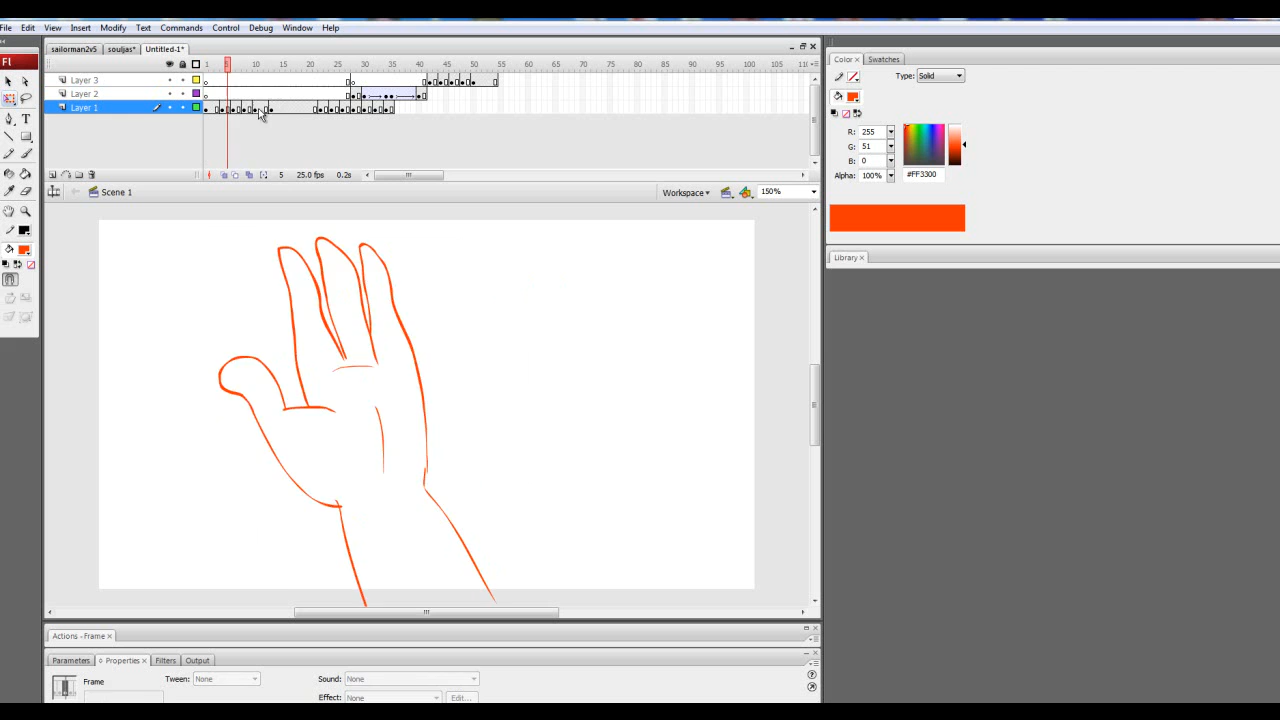 File Edit View Insert Modify Text Commands Control Debug Window Help
sailorman2v5 souljas* Untitled-1*
Fl
1 5 10 15 20 25 30 35 40 45 50 55 60 65 70 75 80 85 90 95 100 105 11
Layer 3
Layer 2
Layer 1
5 25.0 fps 0.2s
Scene 1
Workspace 150%
Color Swatches
Type: Solid
R: 255
G: 51
B: 0
Alpha: 100% #FF3300
Library
Actions - Frame
Parameters Properties Filters Output
Frame Tween: None Sound: None
Effect: None Edit...